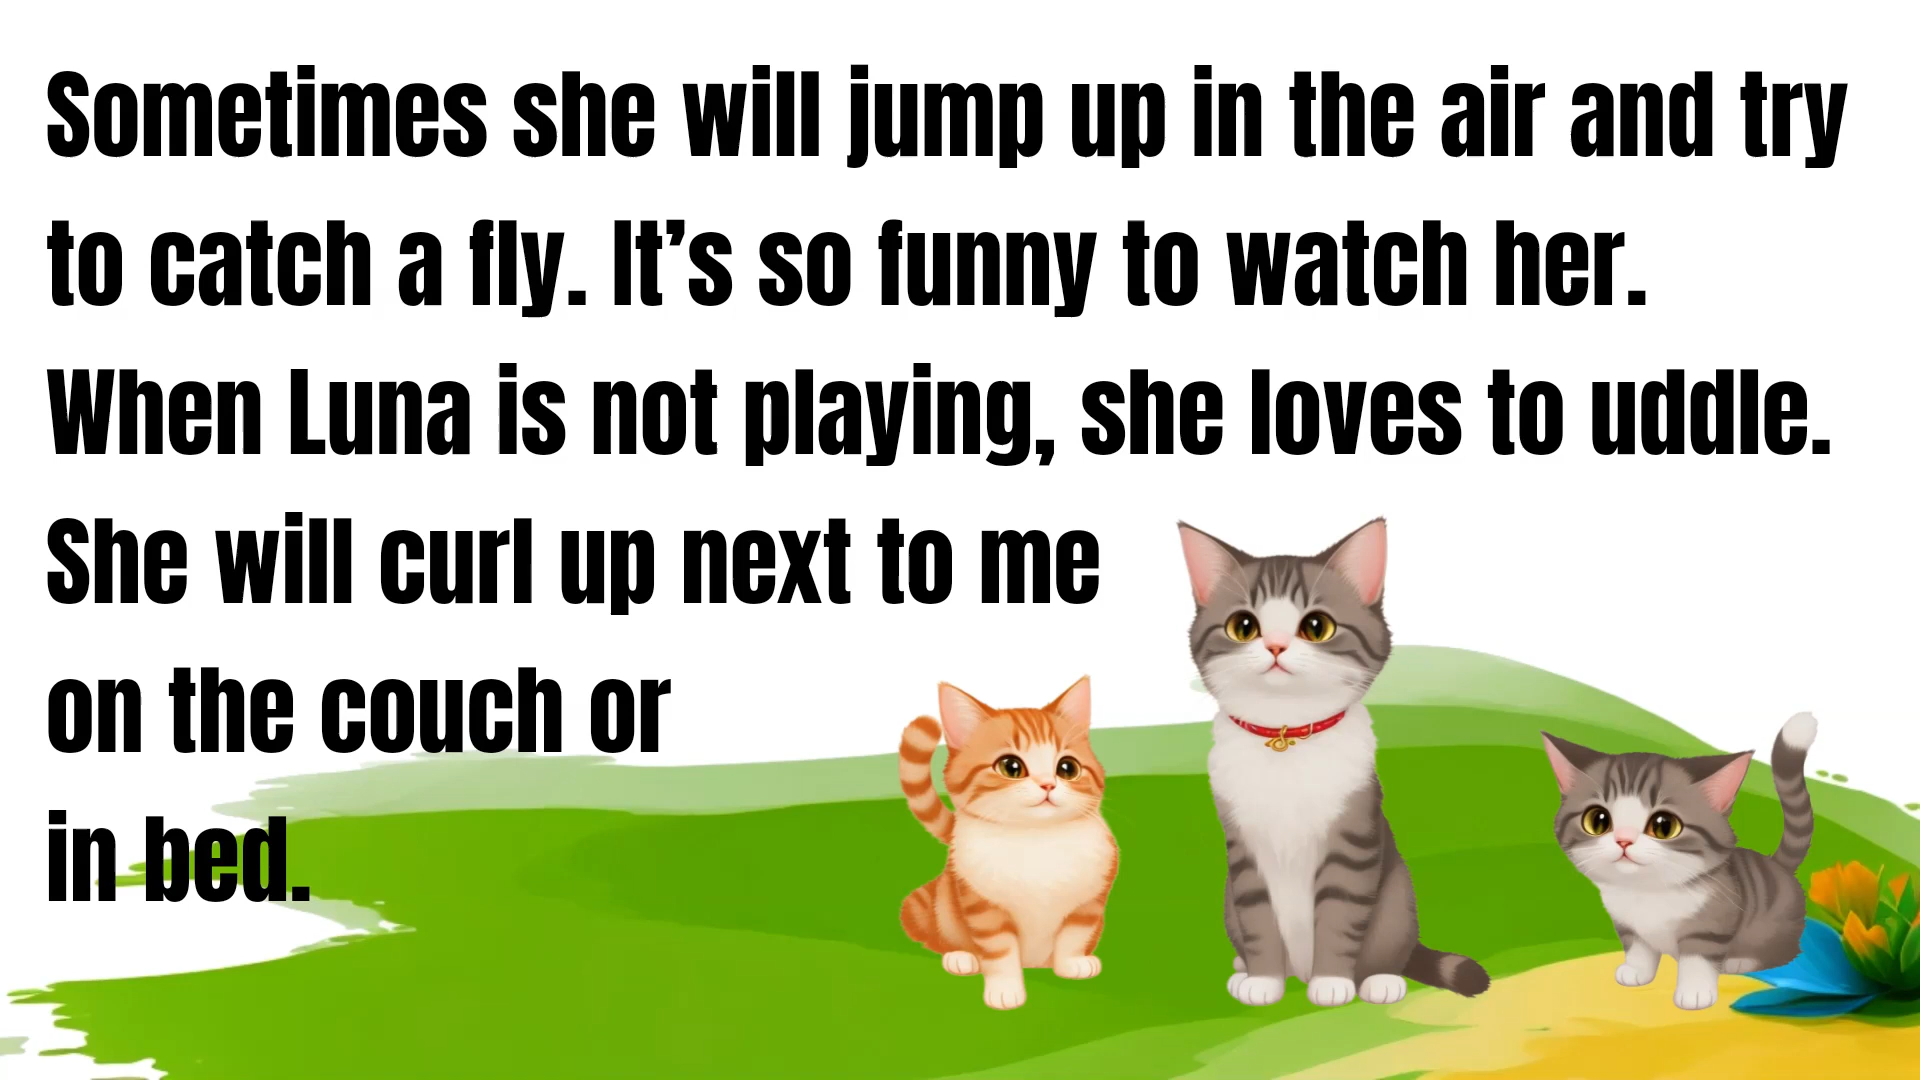 Sometimes she will jump up in the air and try
to catch a fly. It’s so funny to watch her.
When Luna is not playing, she loves to uddle.
She will curl up next to me
on the couch or
in bed.